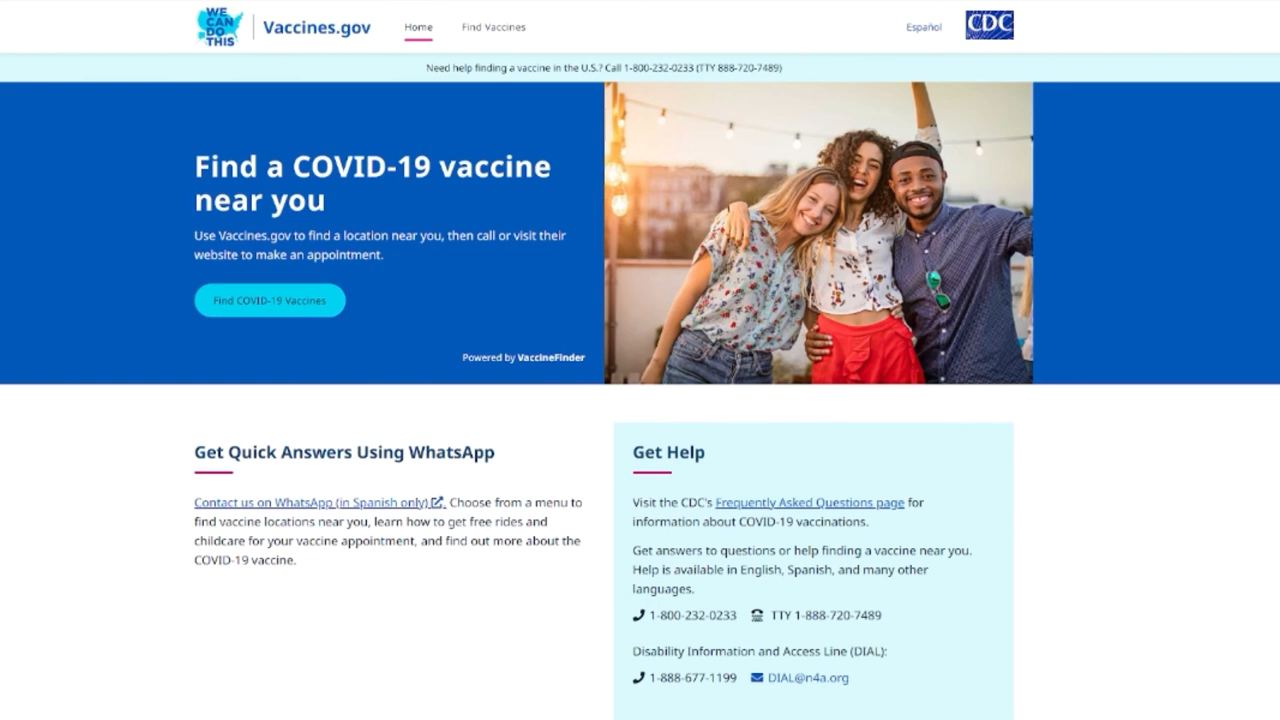 WE
CAN
DO
THIS
Vaccines.gov
Home
Find Vaccines
Español
CDC
Need help finding a vaccine in the U.S.? Call 1-800-232-0233 (TTY 888-720-7489)
Find a COVID-19 vaccine
near you
Use Vaccines.gov to find a location near you, then call or visit their
website to make an appointment.
Find COVID-19 Vaccines
Powered by VaccineFinder
Get Quick Answers Using WhatsApp
Contact us on WhatsApp (in Spanish only). Choose from a menu to
find vaccine locations near you, learn how to get free rides and
childcare for your vaccine appointment, and find out more about the
COVID-19 vaccine.
Get Help
Visit the CDC's Frequently Asked Questions page for
information about COVID-19 vaccinations.
Get answers to questions or help finding a vaccine near you.
Help is available in English, Spanish, and many other
languages.
1-800-232-0233 TTY 1-888-720-7489
Disability Information and Access Line (DIAL):
1-888-677-1199 DIAL@n4a.org